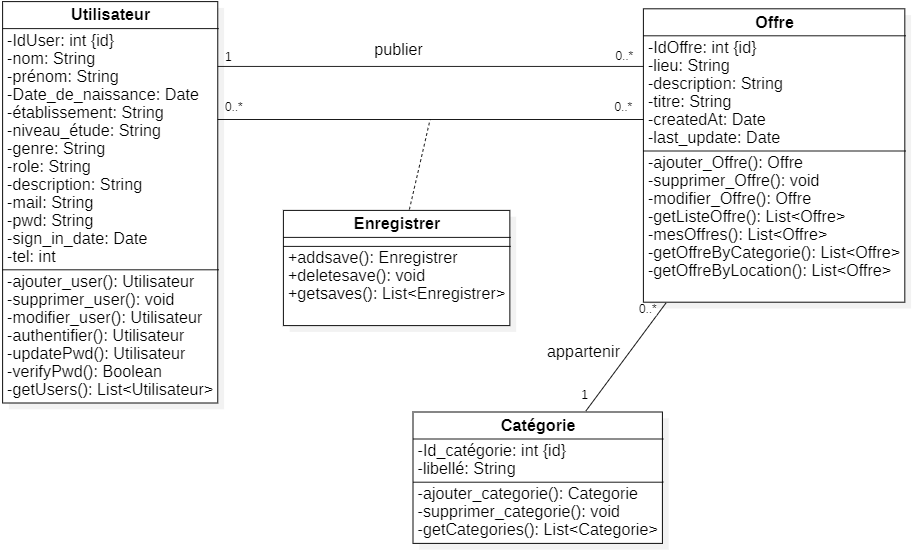 Utilisateur
-IdUser: int {id}
-nom: String
-prénom: String
-Date_de_naissance: Date
-établissement: String
-niveau_étude: String
-genre: String
-role: String
-description: String
-mail: String
-pwd: String
-sign_in_date: Date
-tel: int
-ajouter_user(): Utilisateur
-supprimer_user(): void
-modifier_user(): Utilisateur
-authentifier(): Utilisateur
-updatePwd(): Utilisateur
-verifyPwd(): Boolean
-getUsers(): List<Utilisateur>
1
publier
0..*
0..*
0..*
Offre
-IdOffre: int {id}
-lieu: String
-description: String
-titre: String
-createdAt: Date
-last_update: Date
-ajouter_Offre(): Offre
-supprimer_Offre(): void
-modifier_Offre(): Offre
-getListeOffre(): List<Offre>
-mesOffres(): List<Offre>
-getOffreByCategorie(): List<Offre>
-getOffreByLocation(): List<Offre>
Enregistrer
+addsave(): Enregistrer
+deletesave(): void
+getsaves(): List<Enregistrer>
0..*
appartenir
1
Catégorie
-Id_catégorie: int {id}
-libellé: String
-ajouter_categorie(): Categorie
-supprimer_categorie(): void
-getCategories(): List<Categorie>